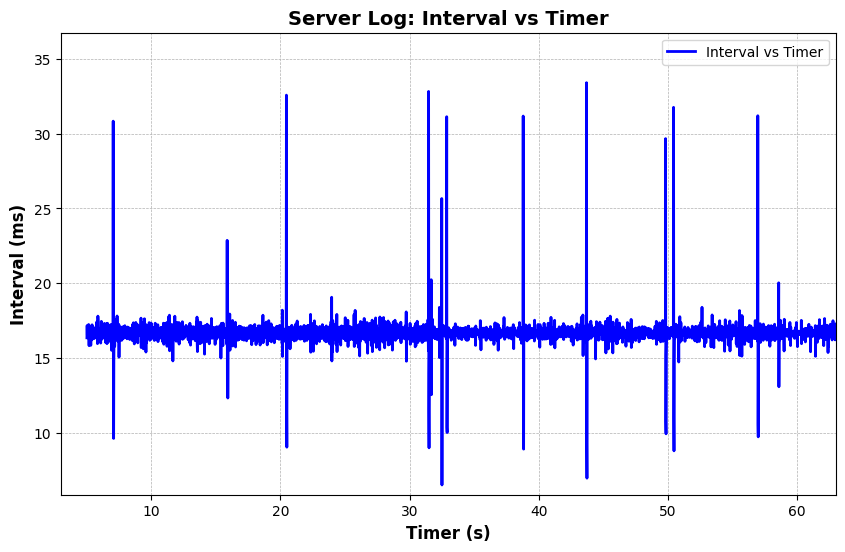 Server Log: Interval vs Timer
Interval vs Timer
35
30
25
20
15
10
Interval (ms)
10 20 30 40 50 60
Timer (s)